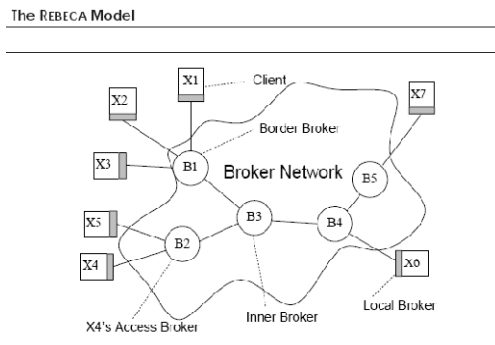 The REBECA Model
X1
Client
X2
X7
Border Broker
X3
B1
Broker Network
B5
X5
B3
B4
B2
X4
X6
Local Broker
Inner Broker
X4's Access Broker